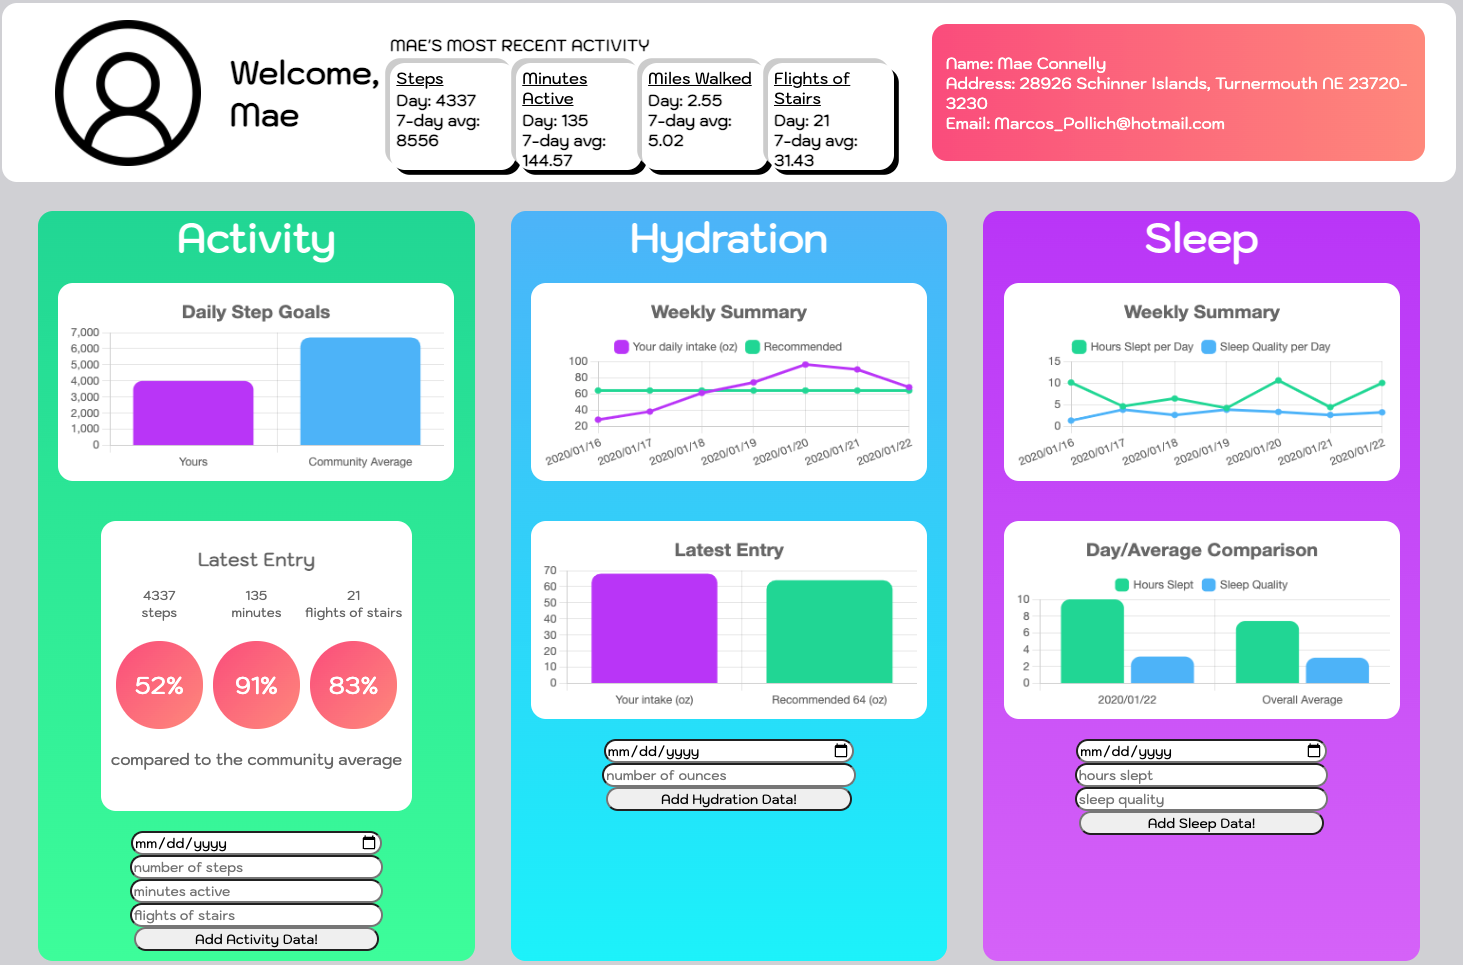 Welcome,
Mae
MAE'S MOST RECENT ACTIVITY
Steps
Day: 4337
7-day avg:
8556
Minutes
Active
Day: 135
7-day avg:
144.57
Miles Walked
Day: 2.55
7-day avg:
5.02
Flights of
Stairs
Day: 21
7-day avg:
31.43
Name: Mae Connelly
Address: 28926 Schinner Islands, Turnermouth NE 23720-
3230
Email: Marcos_Pollich@hotmail.com
Activity
Daily Step Goals
7,000
6,000
5,000
4,000
3,000
2,000
1,000
0
Yours Community Average
Latest Entry
4337 135 21
steps minutes flights of stairs
52% 91% 83%
compared to the community average
mm/dd/yyyy
number of steps
minutes active
flights of stairs
Add Activity Data!
Hydration
Weekly Summary
Your daily intake (oz) Recommended
100
80
60
40
20
2020/01/16 2020/01/17 2020/01/18 2020/01/19 2020/01/20 2020/01/21 2020/01/22
Latest Entry
70
60
50
40
30
20
10
0
Your intake (oz) Recommended 64 (oz)
mm/dd/yyyy
number of ounces
Add Hydration Data!
Sleep
Weekly Summary
Hours Slept per Day Sleep Quality per Day
15
10
5
0
2020/01/16 2020/01/17 2020/01/18 2020/01/19 2020/01/20 2020/01/21 2020/01/22
Day/Average Comparison
Hours Slept Sleep Quality
10
8
6
4
2
0
2020/01/22 Overall Average
mm/dd/yyyy
hours slept
sleep quality
Add Sleep Data!